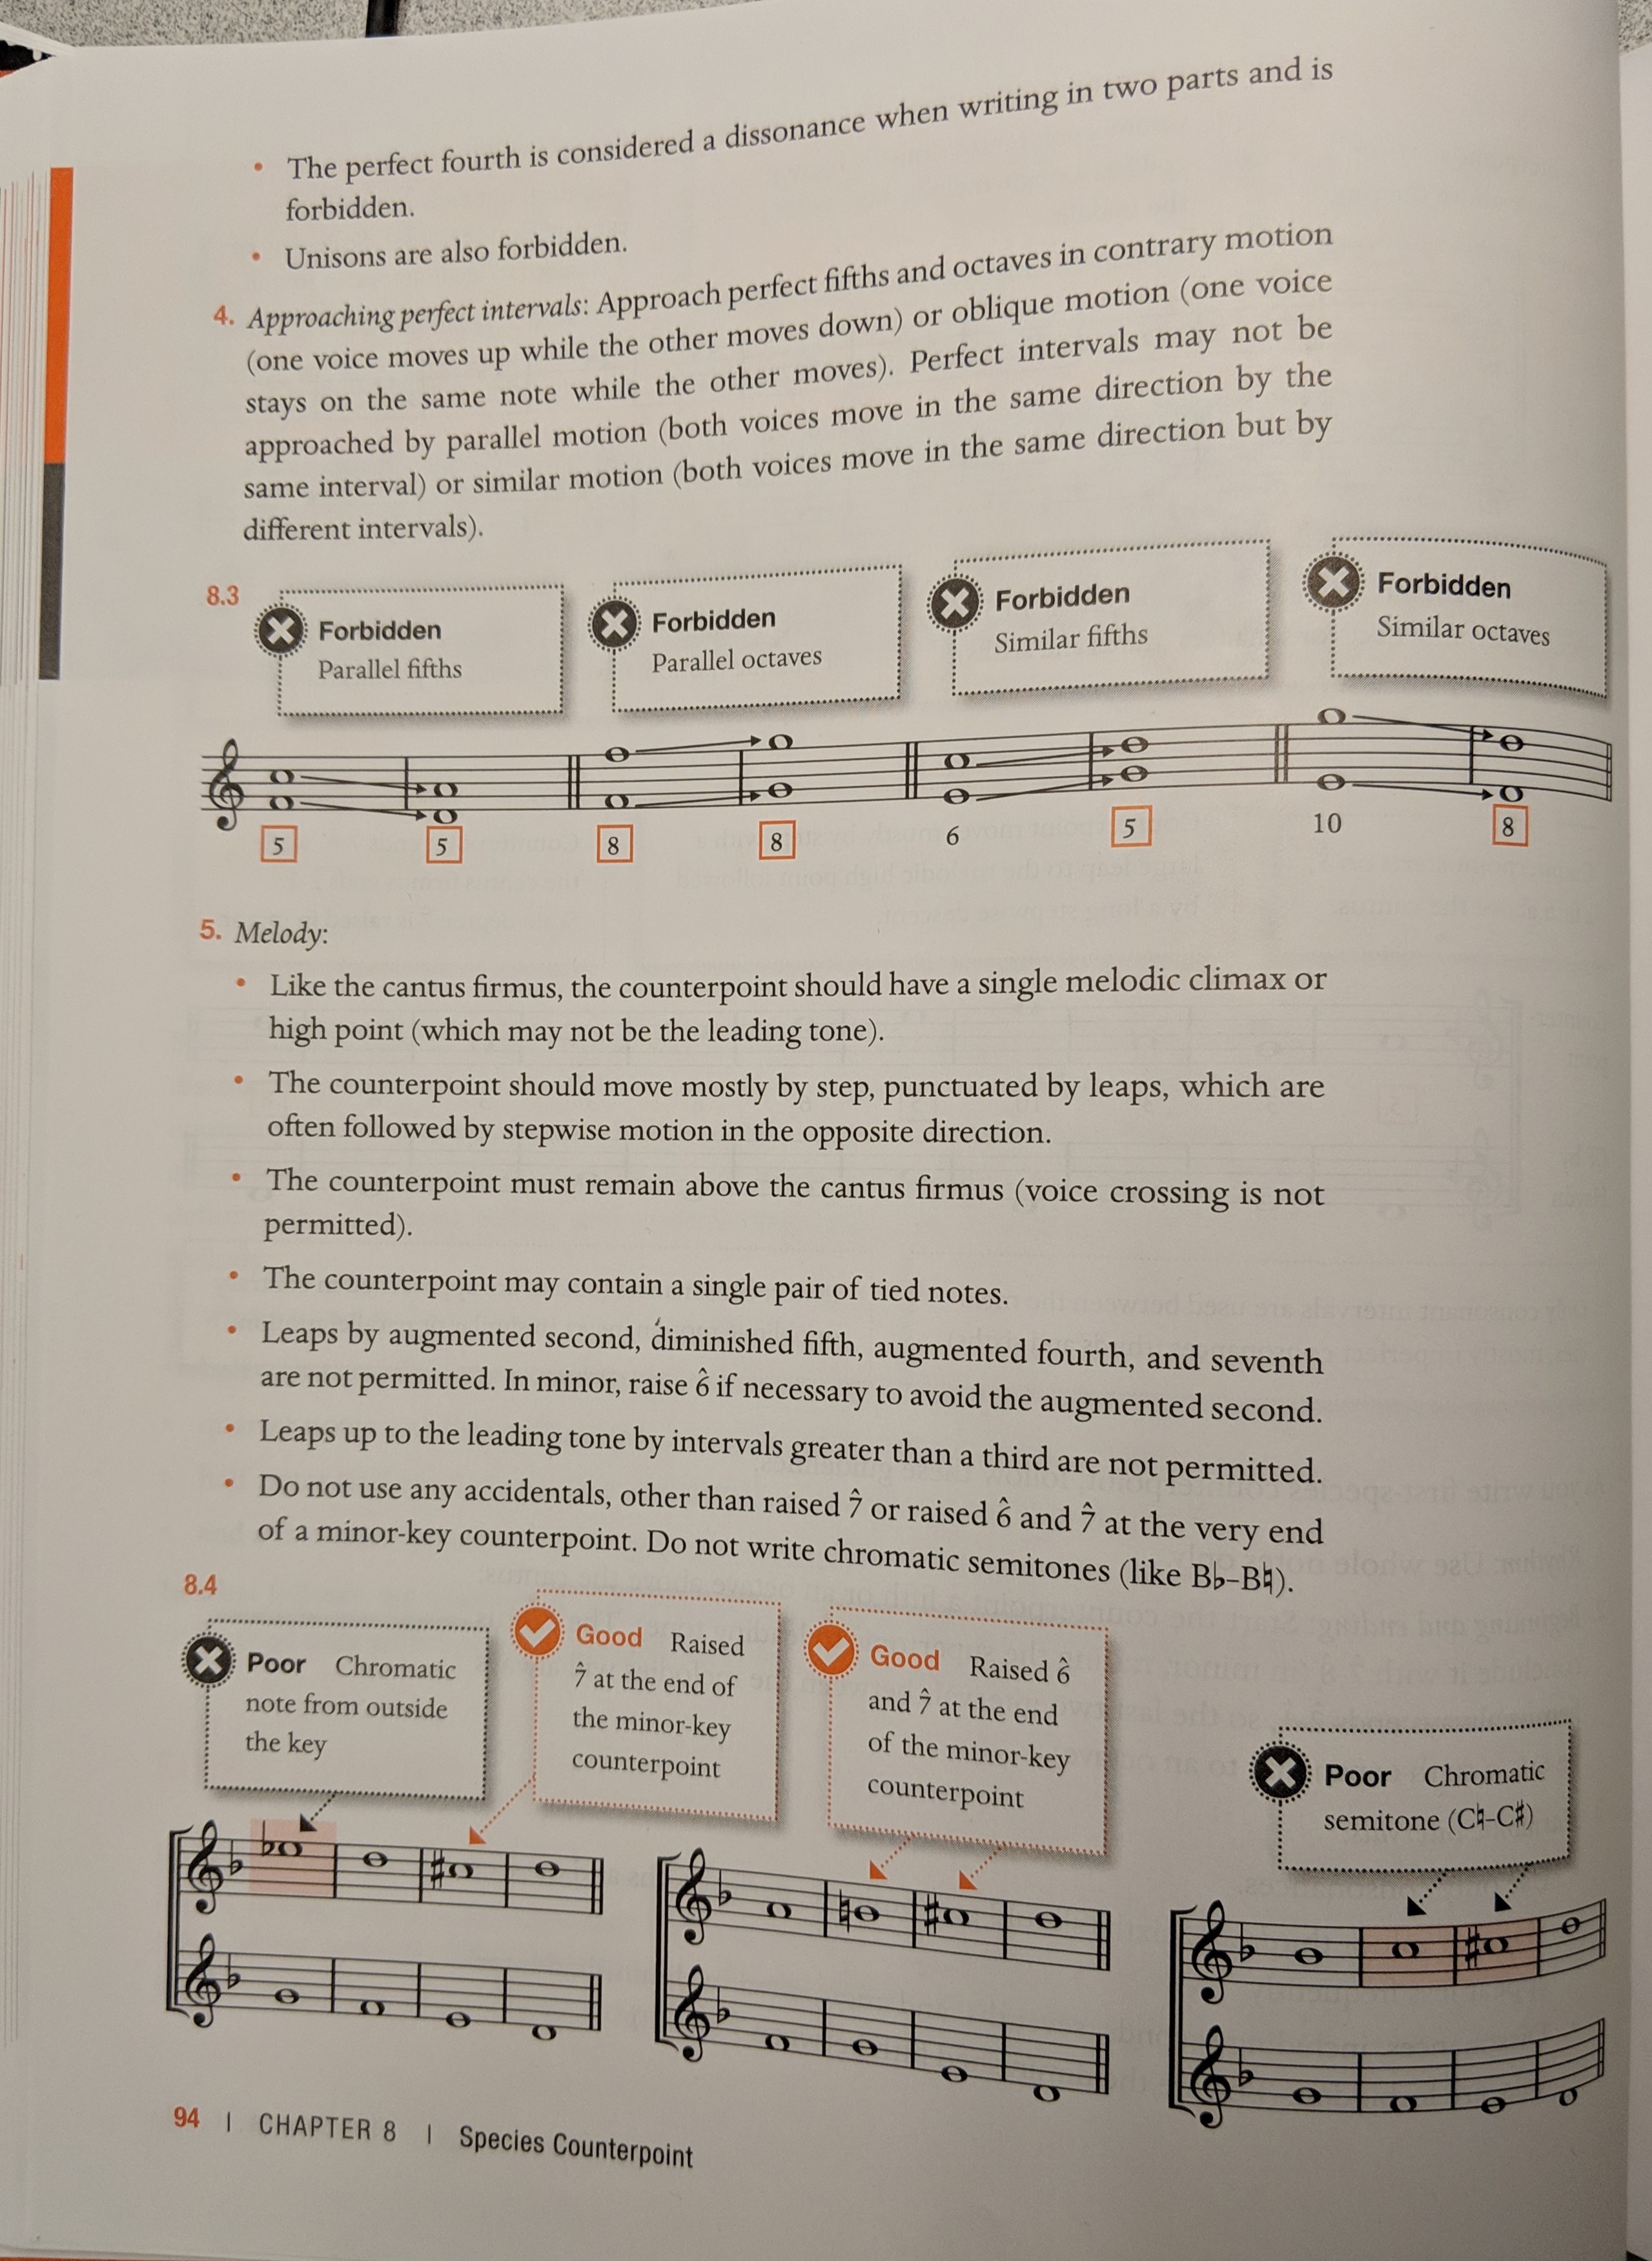 • The perfect fourth is considered a dissonance when writing in two parts and is
forbidden.
• Unisons are also forbidden.
4. Approaching perfect intervals: Approach perfect fifths and octaves in contrary motion
(one voice moves up while the other moves down) or oblique motion (one voice
stays on the same note while the other moves). Perfect intervals may not be
approached by parallel motion (both voices move in the same direction by the
same interval) or similar motion (both voices move in the same direction but by
different intervals).
8.3
Forbidden
Parallel fifths
Forbidden
Parallel octaves
Forbidden
Similar fifths
Forbidden
Similar octaves
5 5 8 8 6 5 10 8
5. Melody:
• Like the cantus firmus, the counterpoint should have a single melodic climax or
high point (which may not be the leading tone).
• The counterpoint should move mostly by step, punctuated by leaps, which are
often followed by stepwise motion in the opposite direction.
• The counterpoint must remain above the cantus firmus (voice crossing is not
permitted).
• The counterpoint may contain a single pair of tied notes.
• Leaps by augmented second, diminished fifth, augmented fourth, and seventh
are not permitted. In minor, raise 6̂ if necessary to avoid the augmented second.
• Leaps up to the leading tone by intervals greater than a third are not permitted.
• Do not use any accidentals, other than raised 7̂ or raised 6̂ and 7̂ at the very end
of a minor-key counterpoint. Do not write chromatic semitones (like B♭–B♮).
8.4
Poor Chromatic
note from outside
the key
Good Raised
7̂ at the end of
the minor-key
counterpoint
Good Raised 6̂
and 7̂ at the end
of the minor-key
counterpoint
Poor Chromatic
semitone (C♮–C♯)
94 | CHAPTER 8 | Species Counterpoint